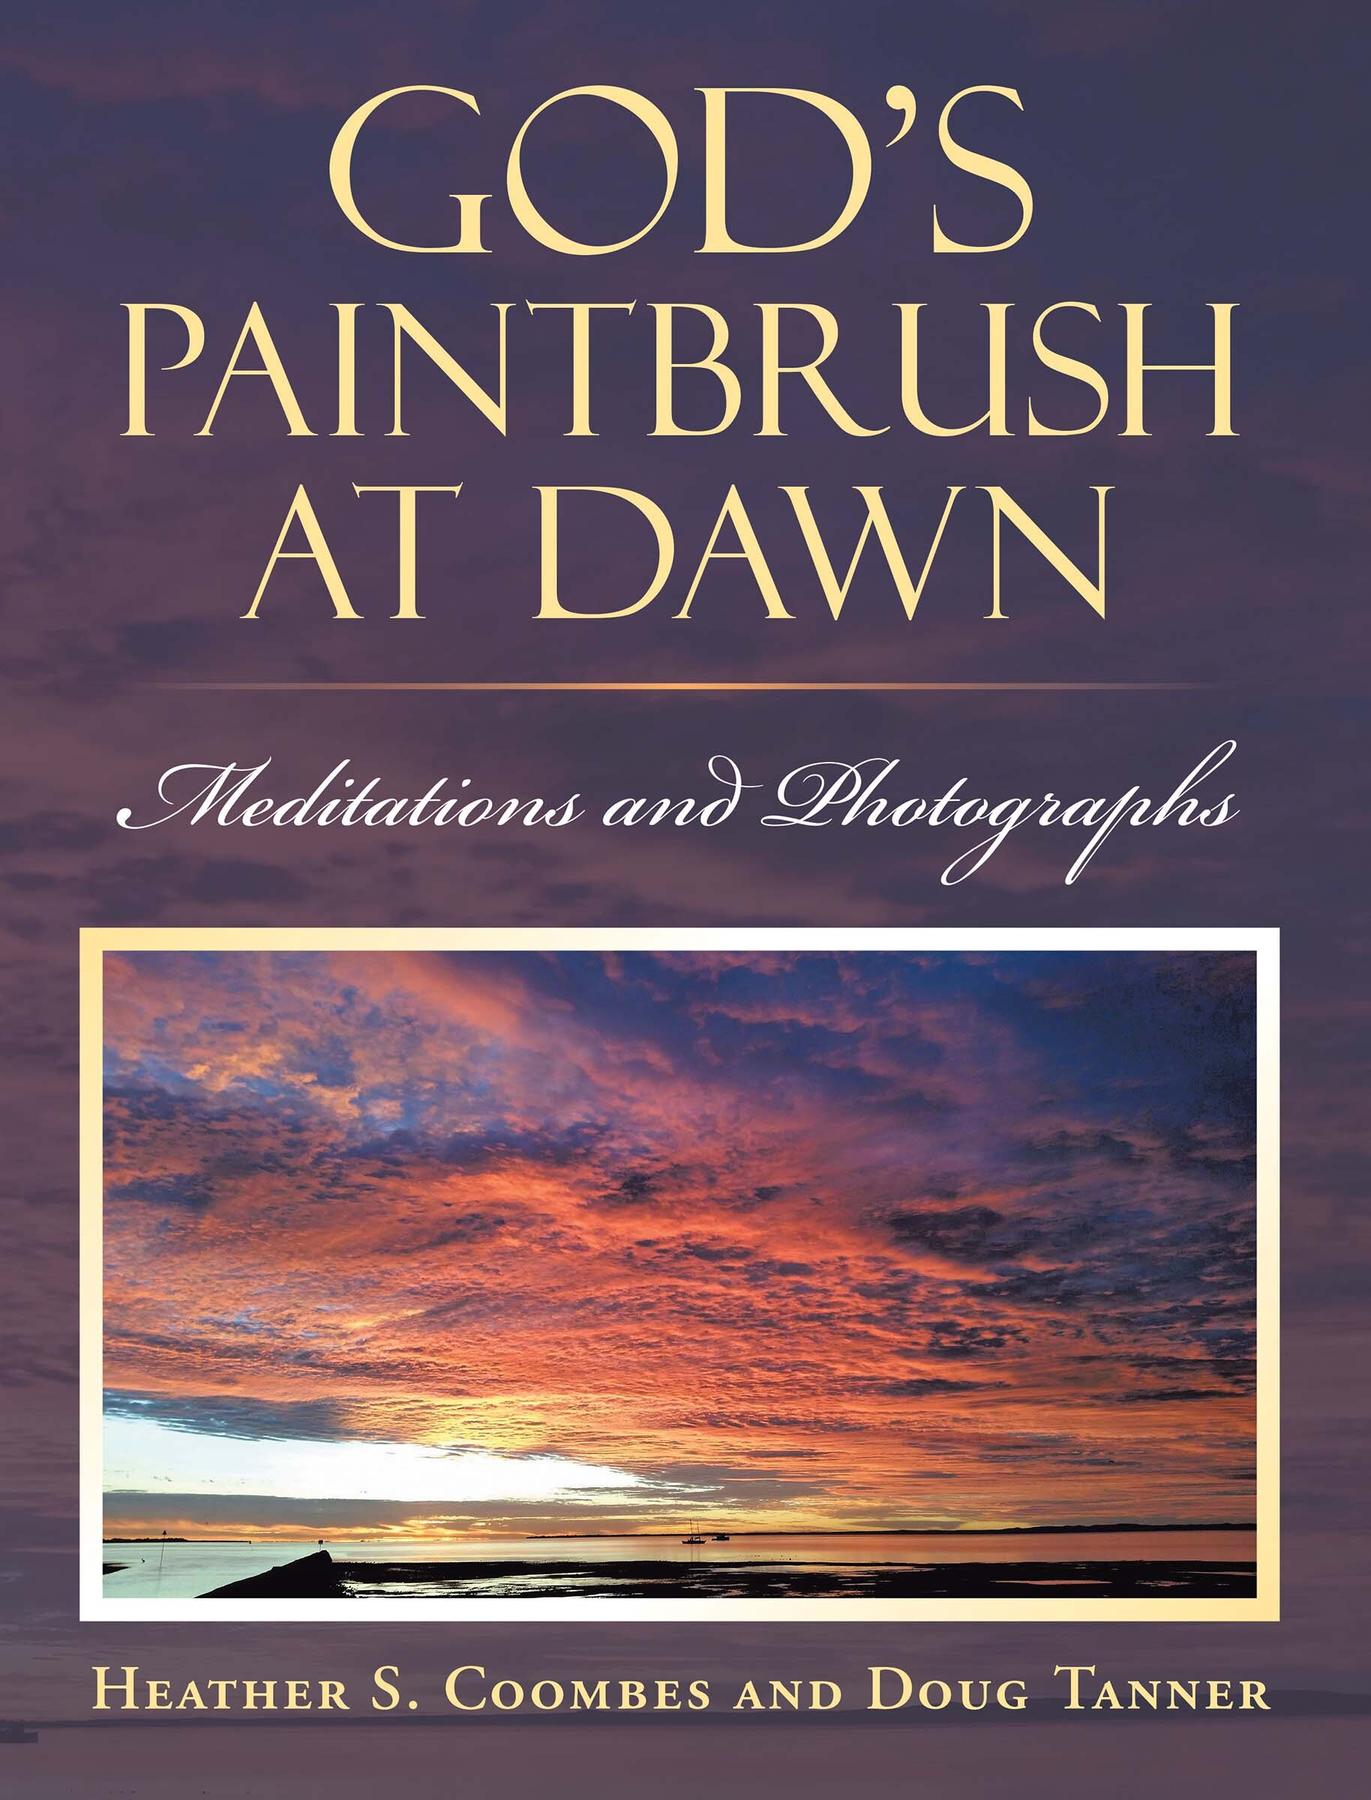 GOD'S
PAINTBRUSH
AT DAWN
Meditations and Photographs
HEATHER S. COOMBES AND DOUG TANNER